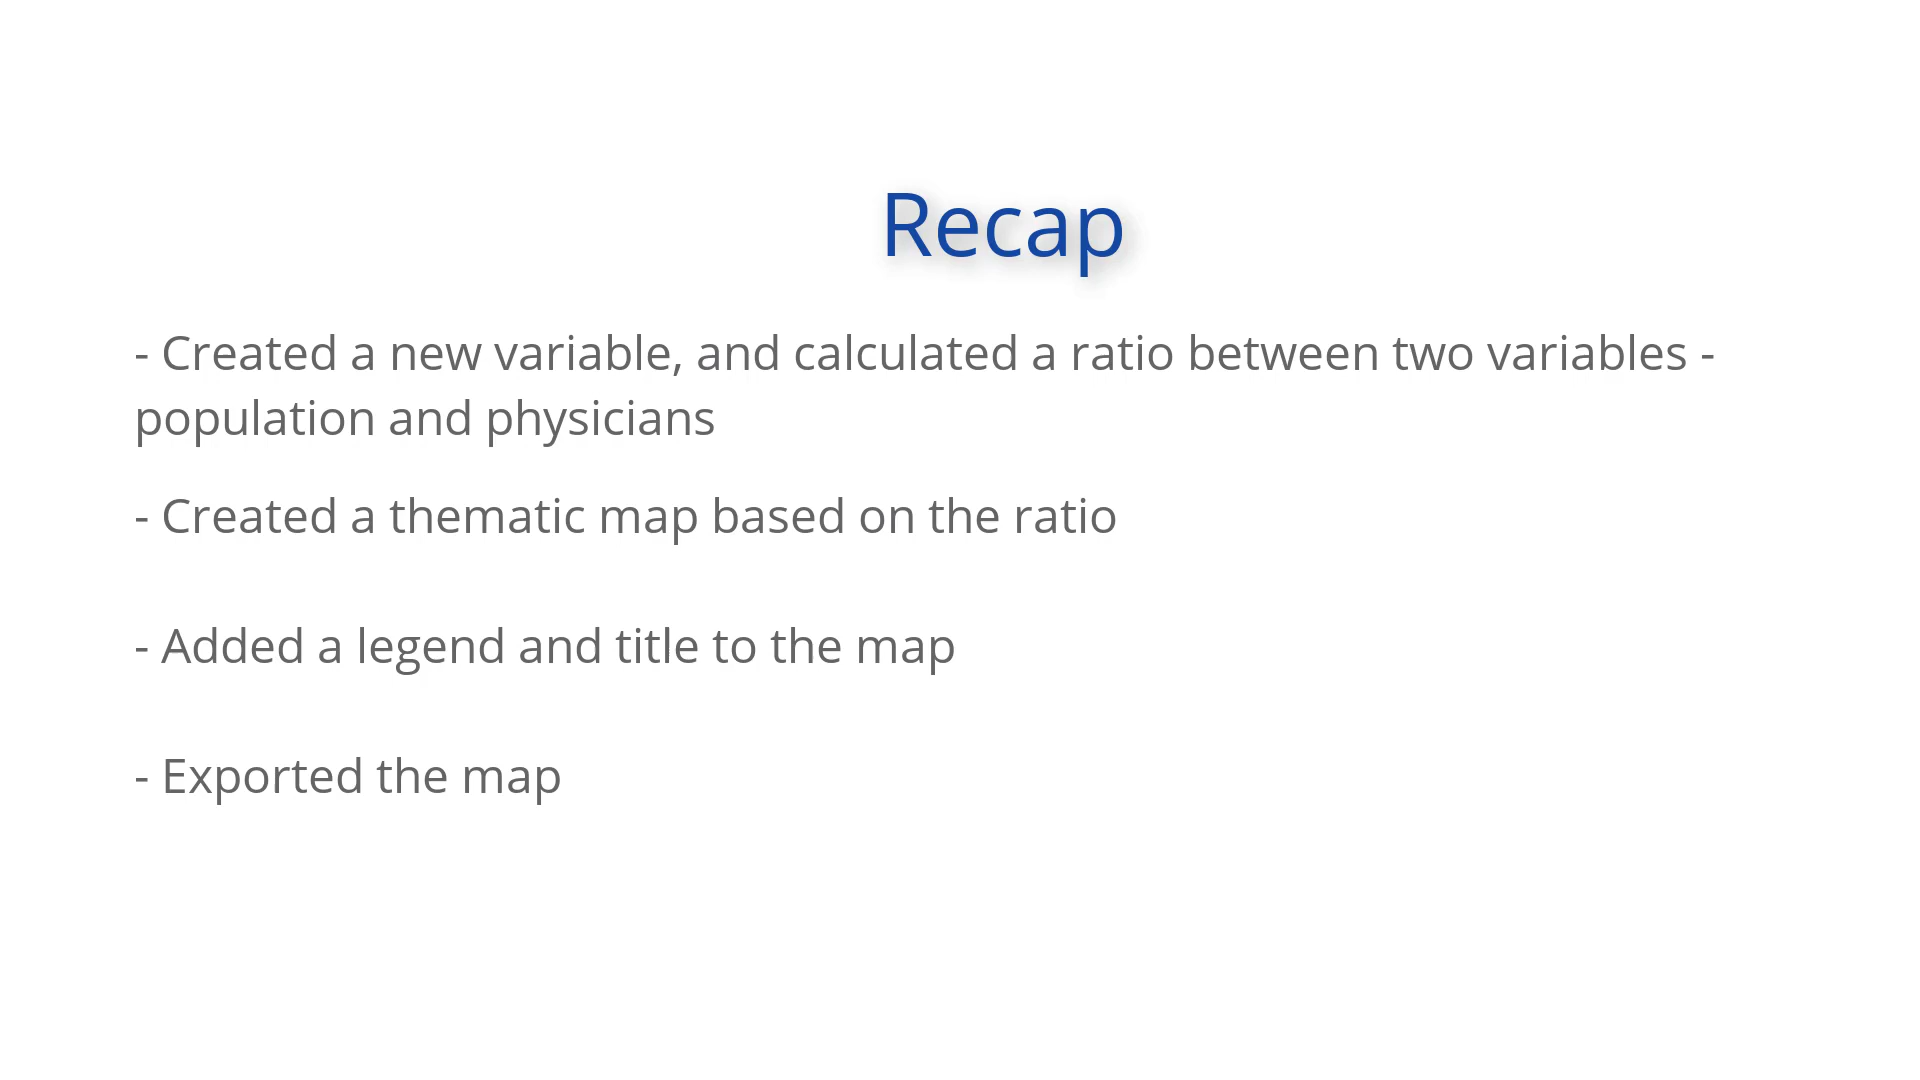 Recap
- Created a new variable, and calculated a ratio between two variables -
population and physicians
- Created a thematic map based on the ratio
- Added a legend and title to the map
- Exported the map